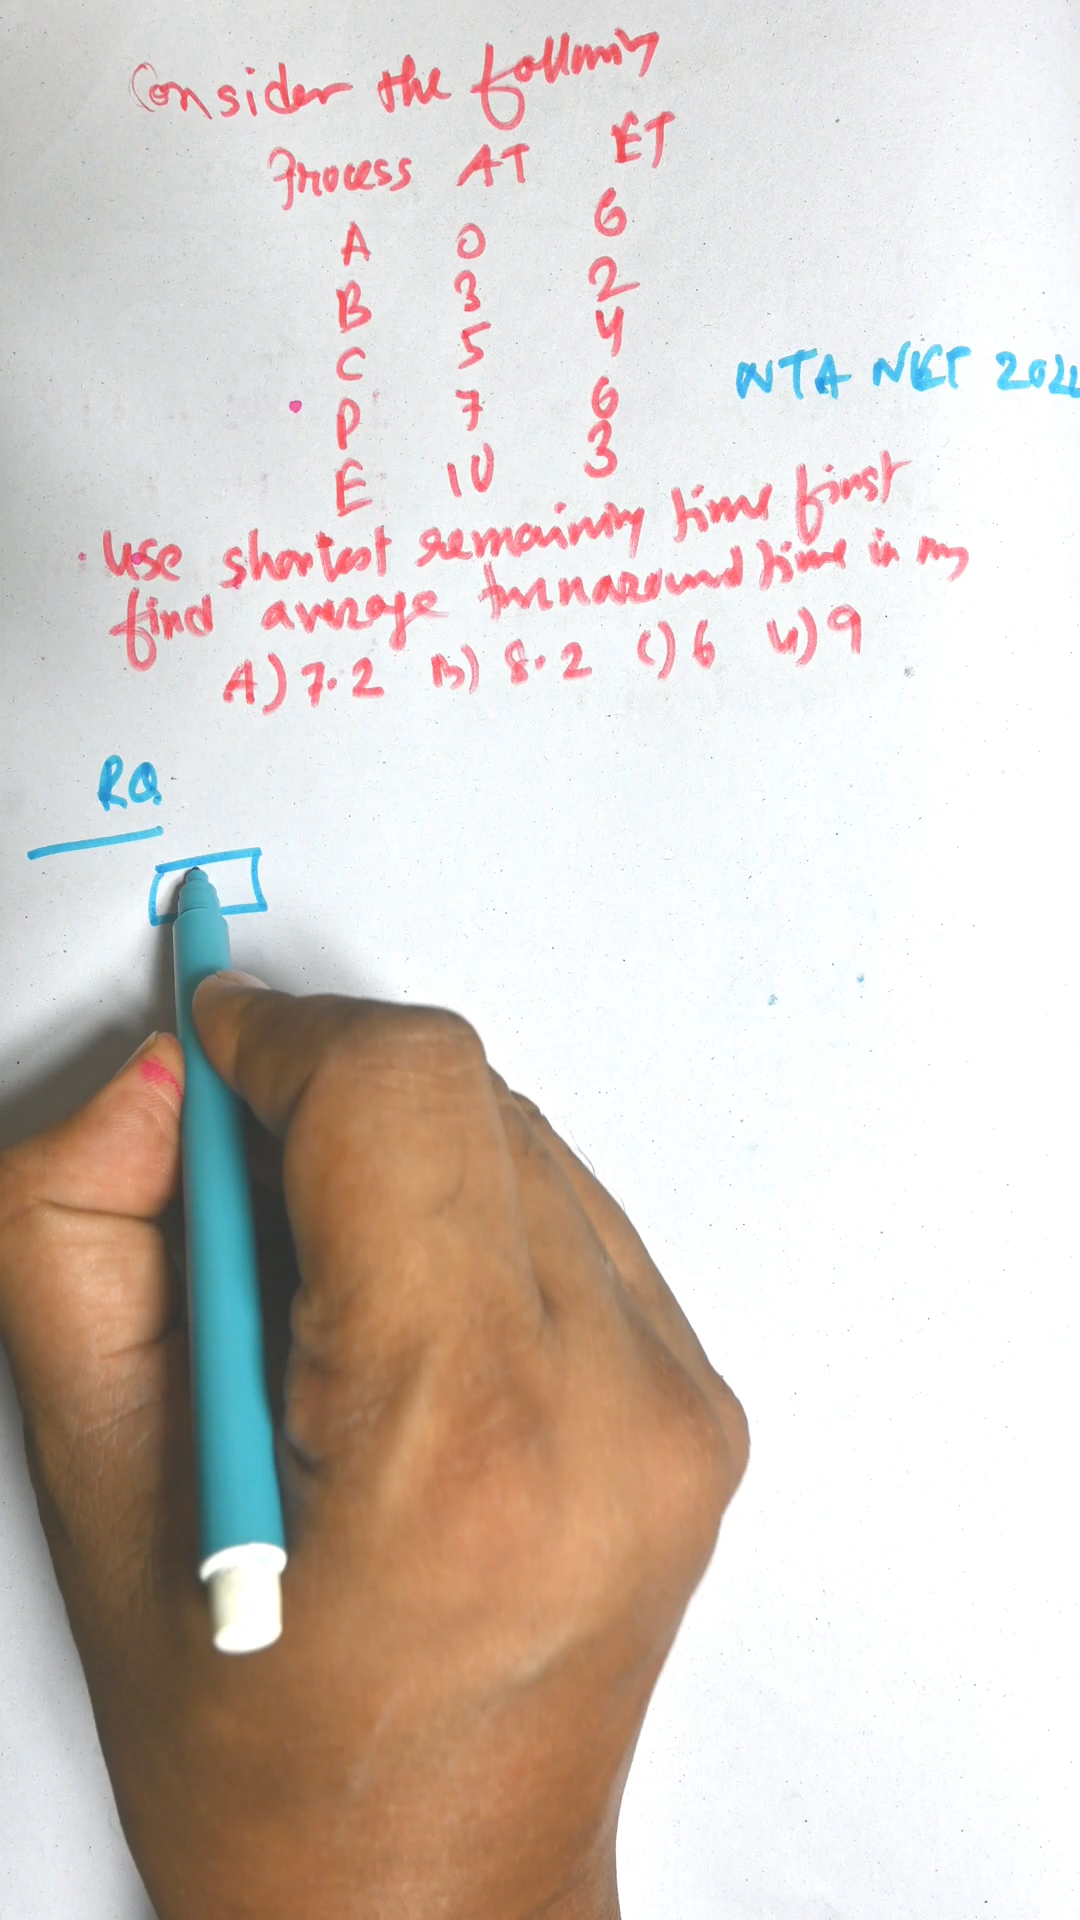 Consider the following
Process AT ET
A 0 6
B 3 2
C 5 4
D 7 6
E 10 3
Use shortest remaining time first
find average turnaround time in ms
A) 7.2 B) 8.2 C) 6 4) 9
NTA NET
RQ